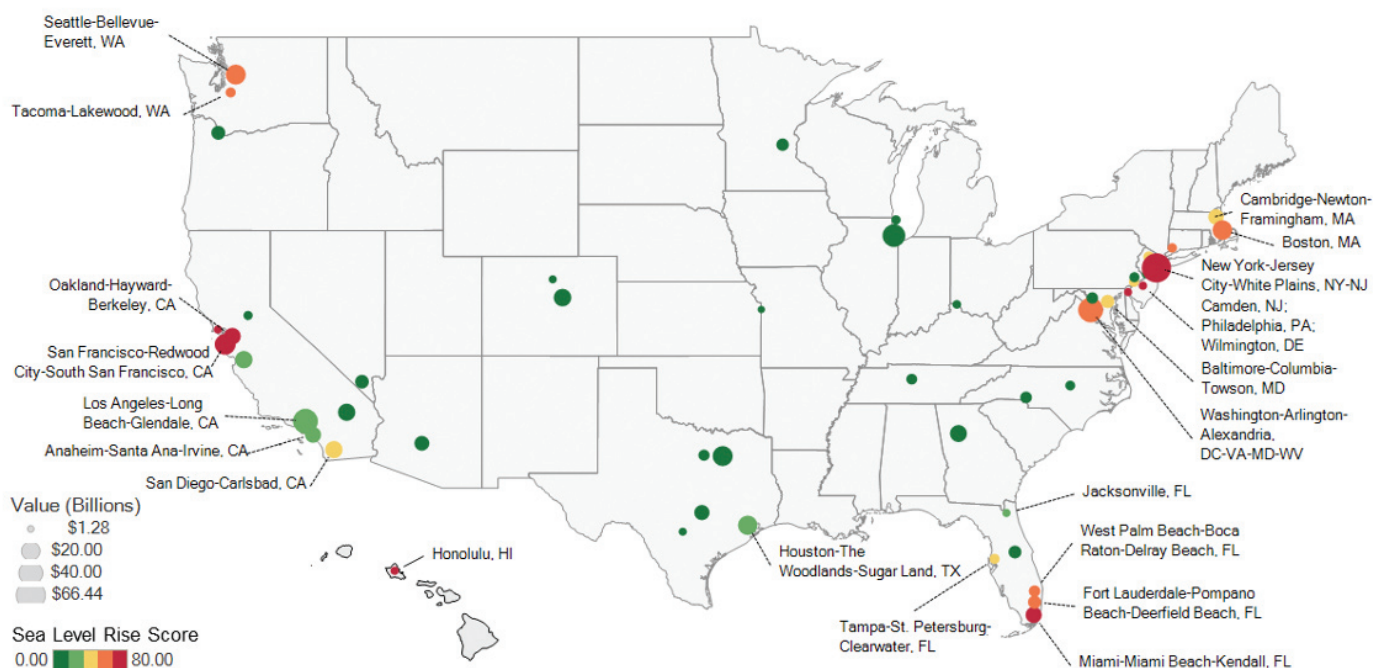 Seattle-Bellevue-
Everett, WA
Tacoma-Lakewood, WA
Oakland-Hayward-
Berkeley, CA
San Francisco-Redwood
City-South San Francisco, CA
Los Angeles-Long
Beach-Glendale, CA
Anaheim-Santa Ana-Irvine, CA
San Diego-Carlsbad, CA
Value (Billions)
$1.28
$20.00
$40.00
$66.44
Sea Level Rise Score
0.00
80.00
Honolulu, HI
Houston-The
Woodlands-Sugar Land, TX
Tampa-St. Petersburg-
Clearwater, FL
Cambridge-Newton-
Framingham, MA
Boston, MA
New York-Jersey
City-White Plains, NY-NJ
Camden, NJ;
Philadelphia, PA;
Wilmington, DE
Baltimore-Columbia-
Towson, MD
Washington-Arlington-
Alexandria,
DC-VA-MD-WV
Jacksonville, FL
West Palm Beach-Boca
Raton-Delray Beach, FL
Fort Lauderdale-Pompano
Beach-Deerfield Beach, FL
Miami-Miami Beach-Kendall, FL